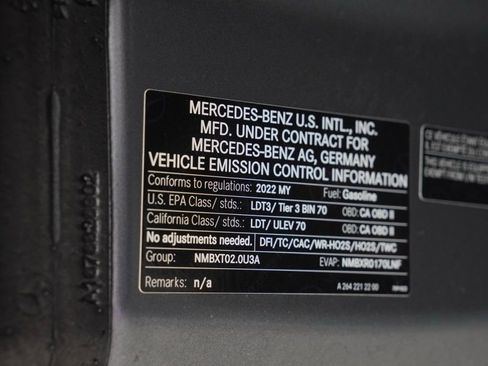 MERCEDES-BENZ U.S. INTL., INC.
MFD. UNDER CONTRACT FOR
MERCEDES-BENZ AG, GERMANY
VEHICLE EMISSION CONTROL INFORMATION
Conforms to regulations: 2022 MY Fuel: Gasoline
U.S. EPA Class/ stds.: LDT3/ Tier 3 BIN 70 OBD: CA OBD II
California Class/ stds.: LDT/ ULEV 70 OBD: CA OBD II
No adjustments needed. DFI/TC/CAC/WR-HO2S/HO2S/TWC
Group: NMBXT02.0U3A EVAP: NMBXR0170LNF
Remarks: n/a A 264 221 22 00